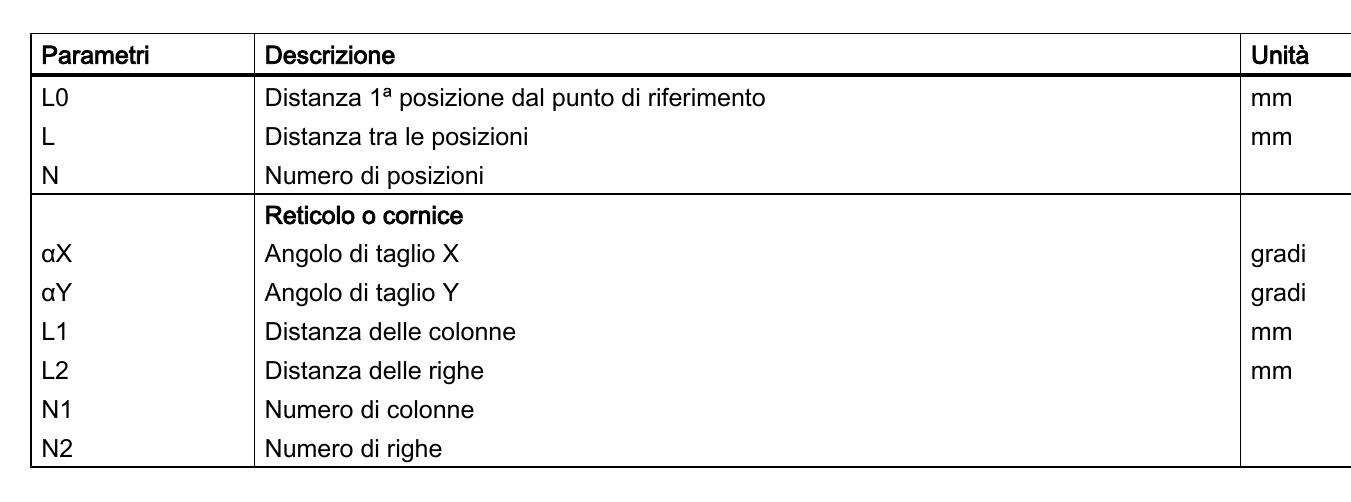 Parametri Descrizione Unità
L0 Distanza 1ª posizione dal punto di riferimento mm
L Distanza tra le posizioni mm
N Numero di posizioni
Reticolo o cornice
αX Angolo di taglio X gradi
αY Angolo di taglio Y gradi
L1 Distanza delle colonne mm
L2 Distanza delle righe mm
N1 Numero di colonne
N2 Numero di righe